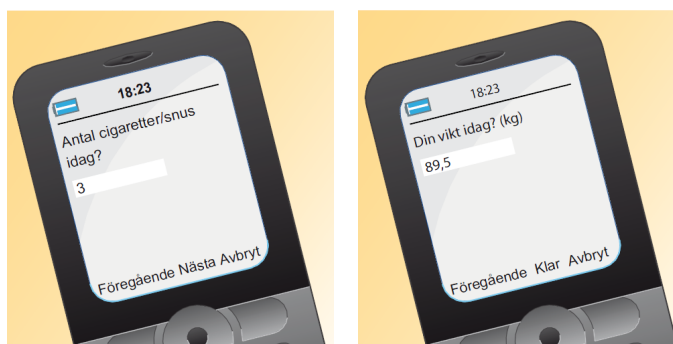 18:23
Antal cigaretter/snus
idag?
3
Föregående Nästa Avbryt
18:23
Din vikt idag? (kg)
89,5
Föregående Klar Avbryt